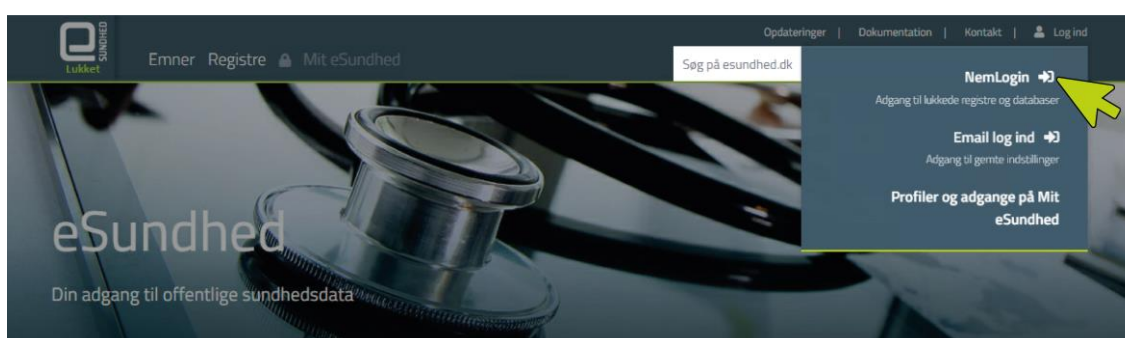 SUNDHED
Lukket
Emner Registre Mit eSundhed
Opdateringer | Dokumentation | Kontakt | Log ind
Søg på esundhed.dk
NemLogin
Adgang til lukkede registre og databaser
Email log ind
Adgang til gemte indstillinger
Profiler og adgange på Mit
eSundhed
eSundhed
Din adgang til offentlige sundhedsdata